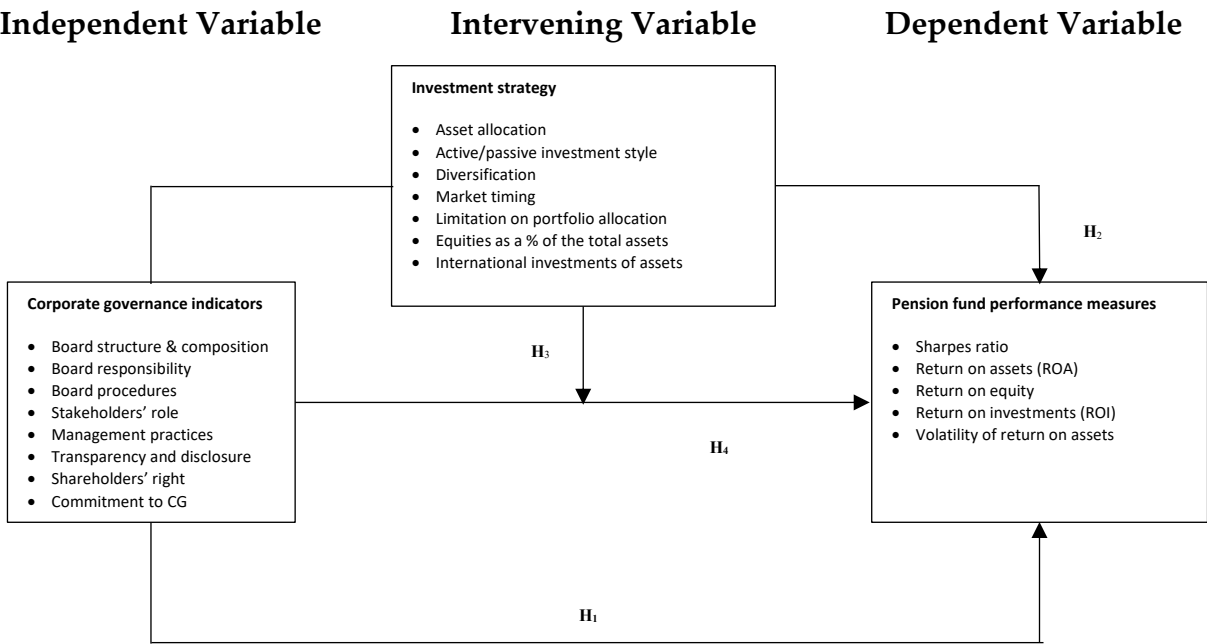 Independent Variable
Intervening Variable
Dependent Variable
Investment strategy
• Asset allocation
• Active/passive investment style
• Diversification
• Market timing
• Limitation on portfolio allocation
• Equities as a % of the total assets
• International investments of assets
H₂
Corporate governance indicators
• Board structure & composition
• Board responsibility
• Board procedures
• Stakeholders’ role
• Management practices
• Transparency and disclosure
• Shareholders’ right
• Commitment to CG
H₃
H₄
Pension fund performance measures
• Sharpes ratio
• Return on assets (ROA)
• Return on equity
• Return on investments (ROI)
• Volatility of return on assets
H₁